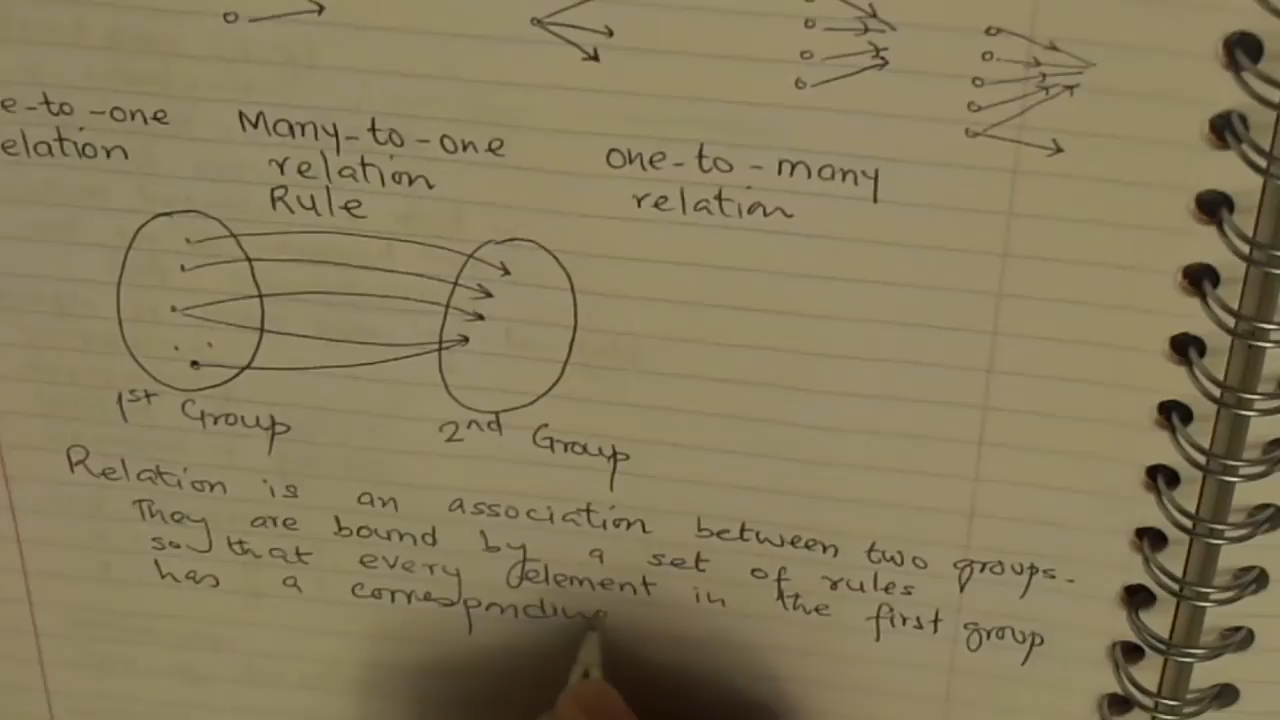 e-to-one
elation
Many-to-one
relation
Rule
one-to-many
relation
1st Group
2nd Group
Relation is an association between two groups.
They are bound by a set of rules
so that every element in the first group
has a corresponding